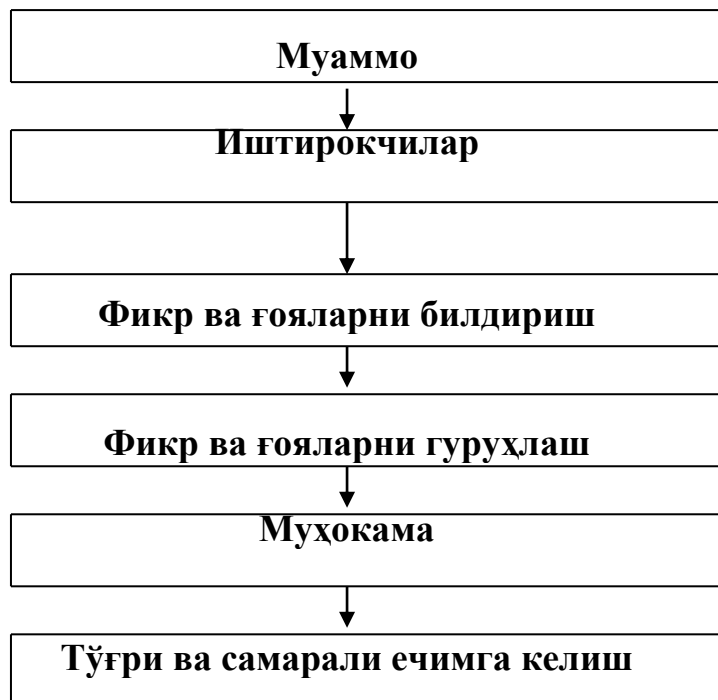 Муаммо
Иштирокчилар
Фикр ва ғояларни билдириш
Фикр ва ғояларни гуруҳлаш
Муҳокама
Тўғри ва самарали ечимга келиш